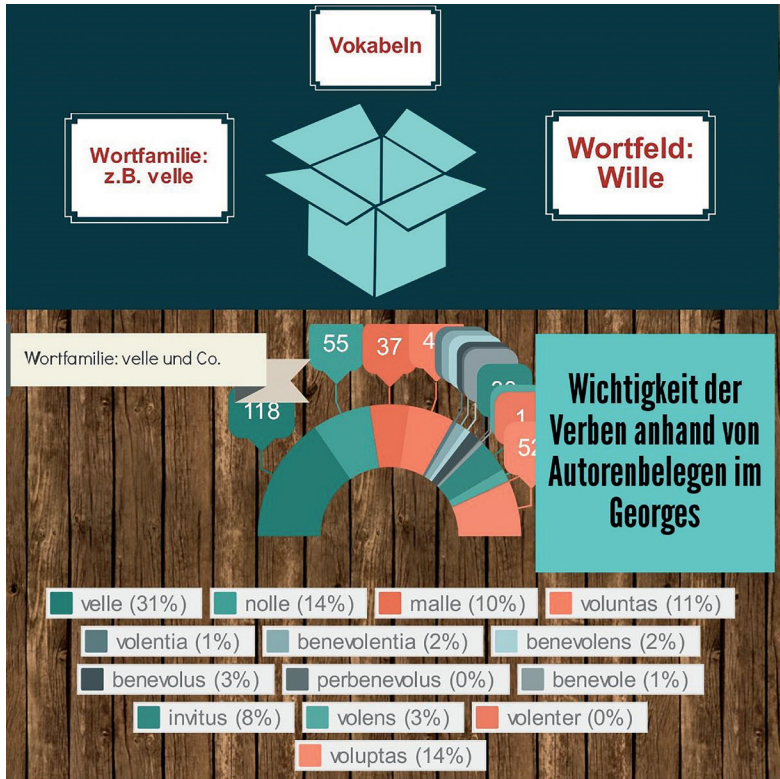 Vokabeln
Wortfamilie:
z.B. velle
Wortfeld:
Wille
Wortfamilie: velle und Co.
118
55
37
4
1
52
Wichtigkeit der
Verben anhand von
Autorenbelegen im
Georges
velle (31%)
nolle (14%)
malle (10%)
voluntas (11%)
volentia (1%)
benevolentia (2%)
benevolens (2%)
benevolus (3%)
perbenevolus (0%)
benevole (1%)
invitus (8%)
volens (3%)
volenter (0%)
voluptas (14%)